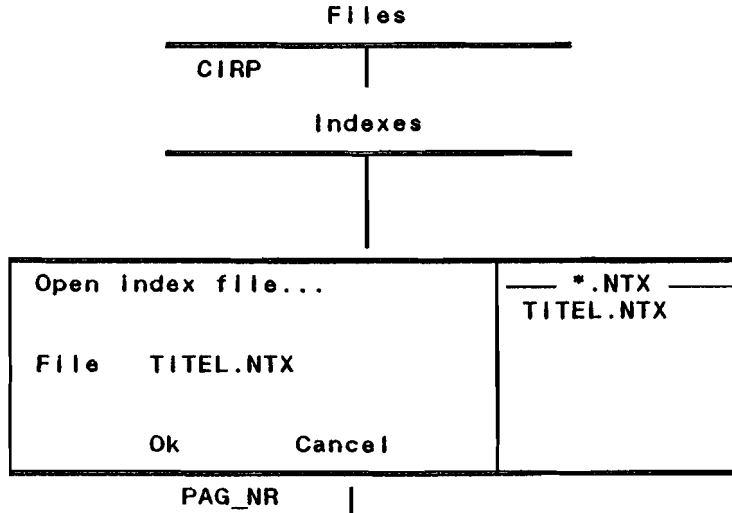 Files
CIRP
Indexes
Open index file...
*.NTX
TITEL.NTX
File TITEL.NTX
Ok Cancel
PAG_NR